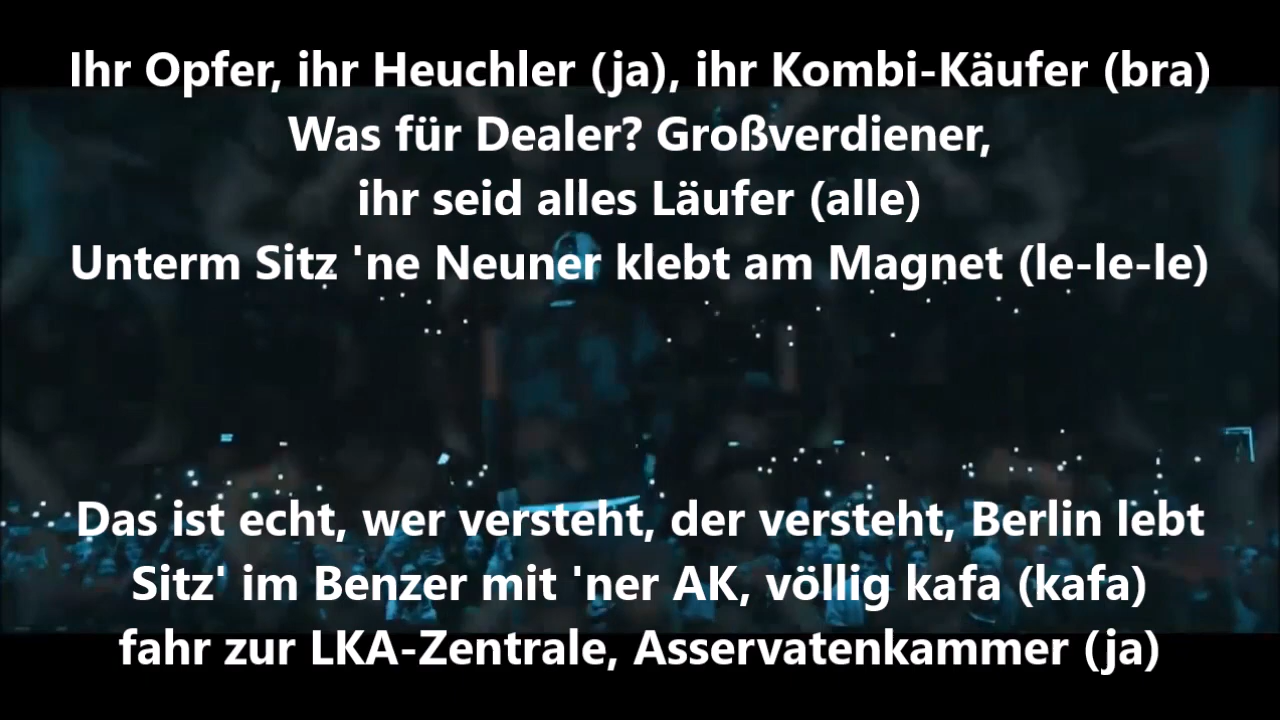 Ihr Opfer, ihr Heuchler (ja), ihr Kombi-Käufer (bra)
Was für Dealer? Großverdiener,
ihr seid alles Läufer (alle)
Unterm Sitz 'ne Neuner klebt am Magnet (le-le-le)
Das ist echt, wer versteht, der versteht, Berlin lebt
Sitz' im Benzer mit 'ner AK, völlig kafa (kafa)
fahr zur LKA-Zentrale, Asservatenkammer (ja)